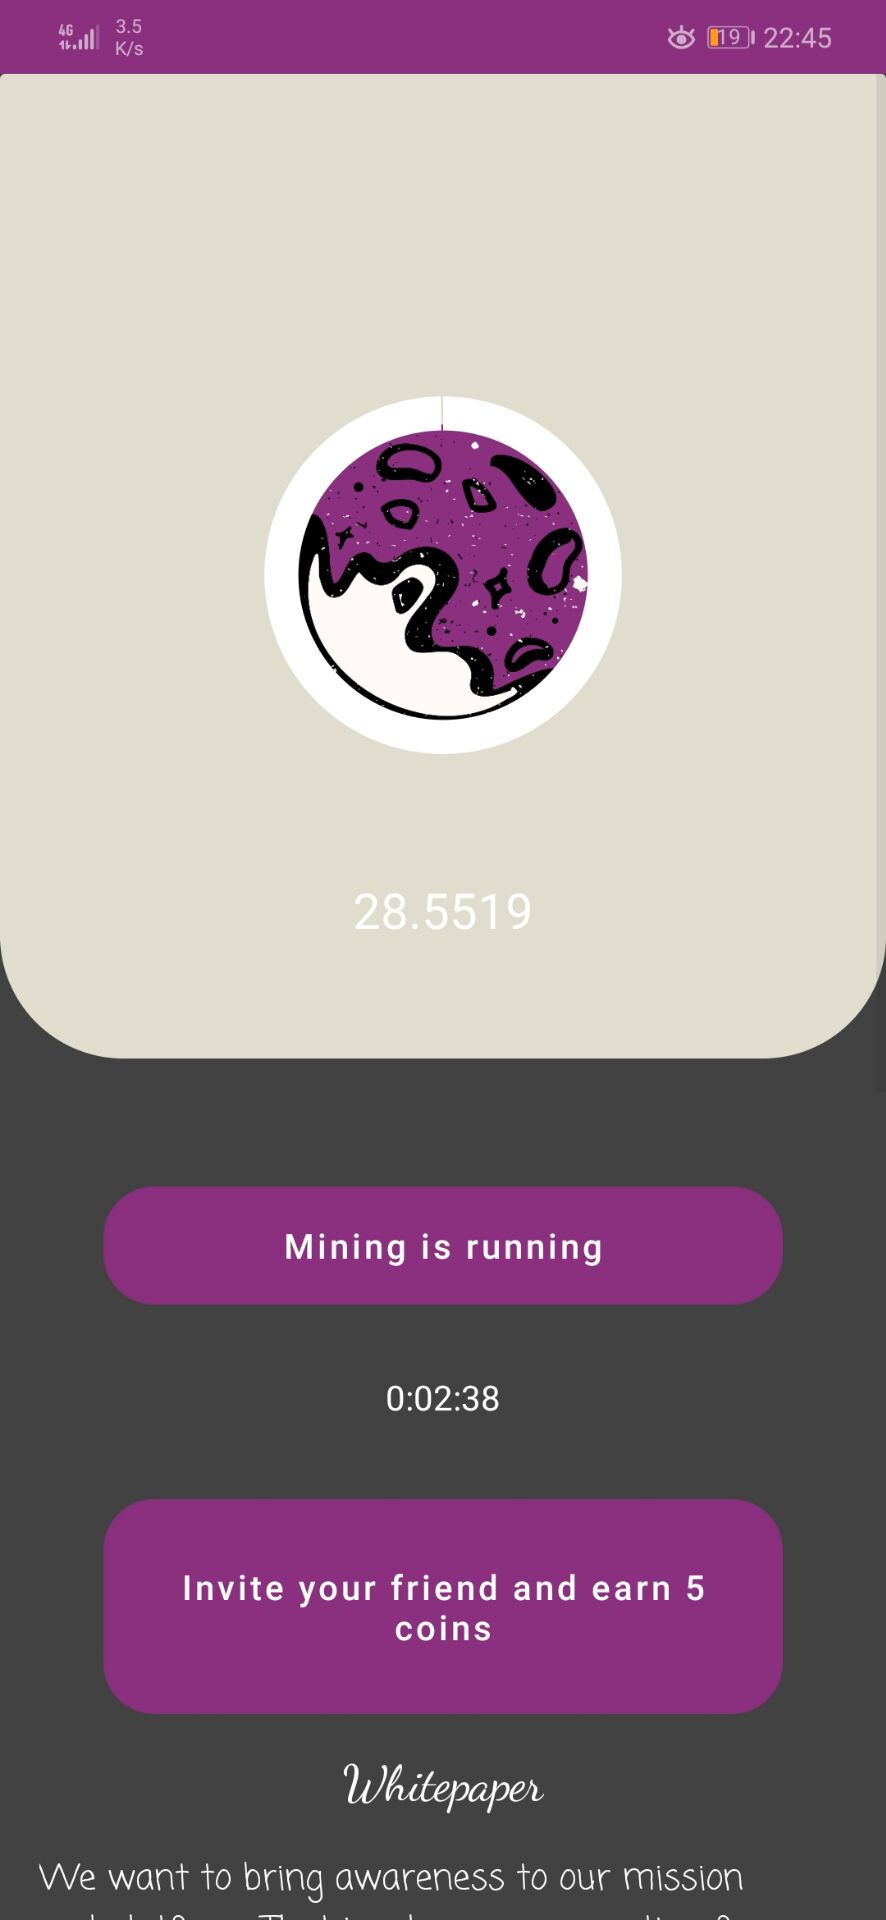 4G
3.5
K/s
19
22:45
28.5519
Mining is running
0:02:38
Invite your friend and earn 5
coins
Whitepaper
We want to bring awareness to our mission